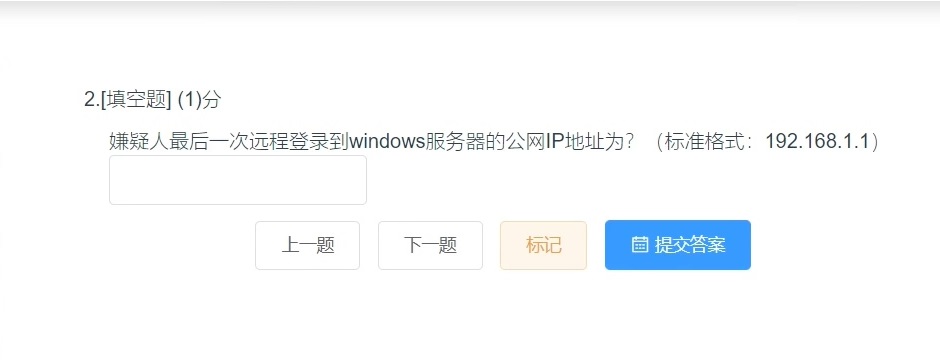 2.[填空题] (1)分
嫌疑人最后一次远程登录到windows服务器的公网IP地址为？（标准格式：192.168.1.1）
上一题
下一题
标记
提交答案